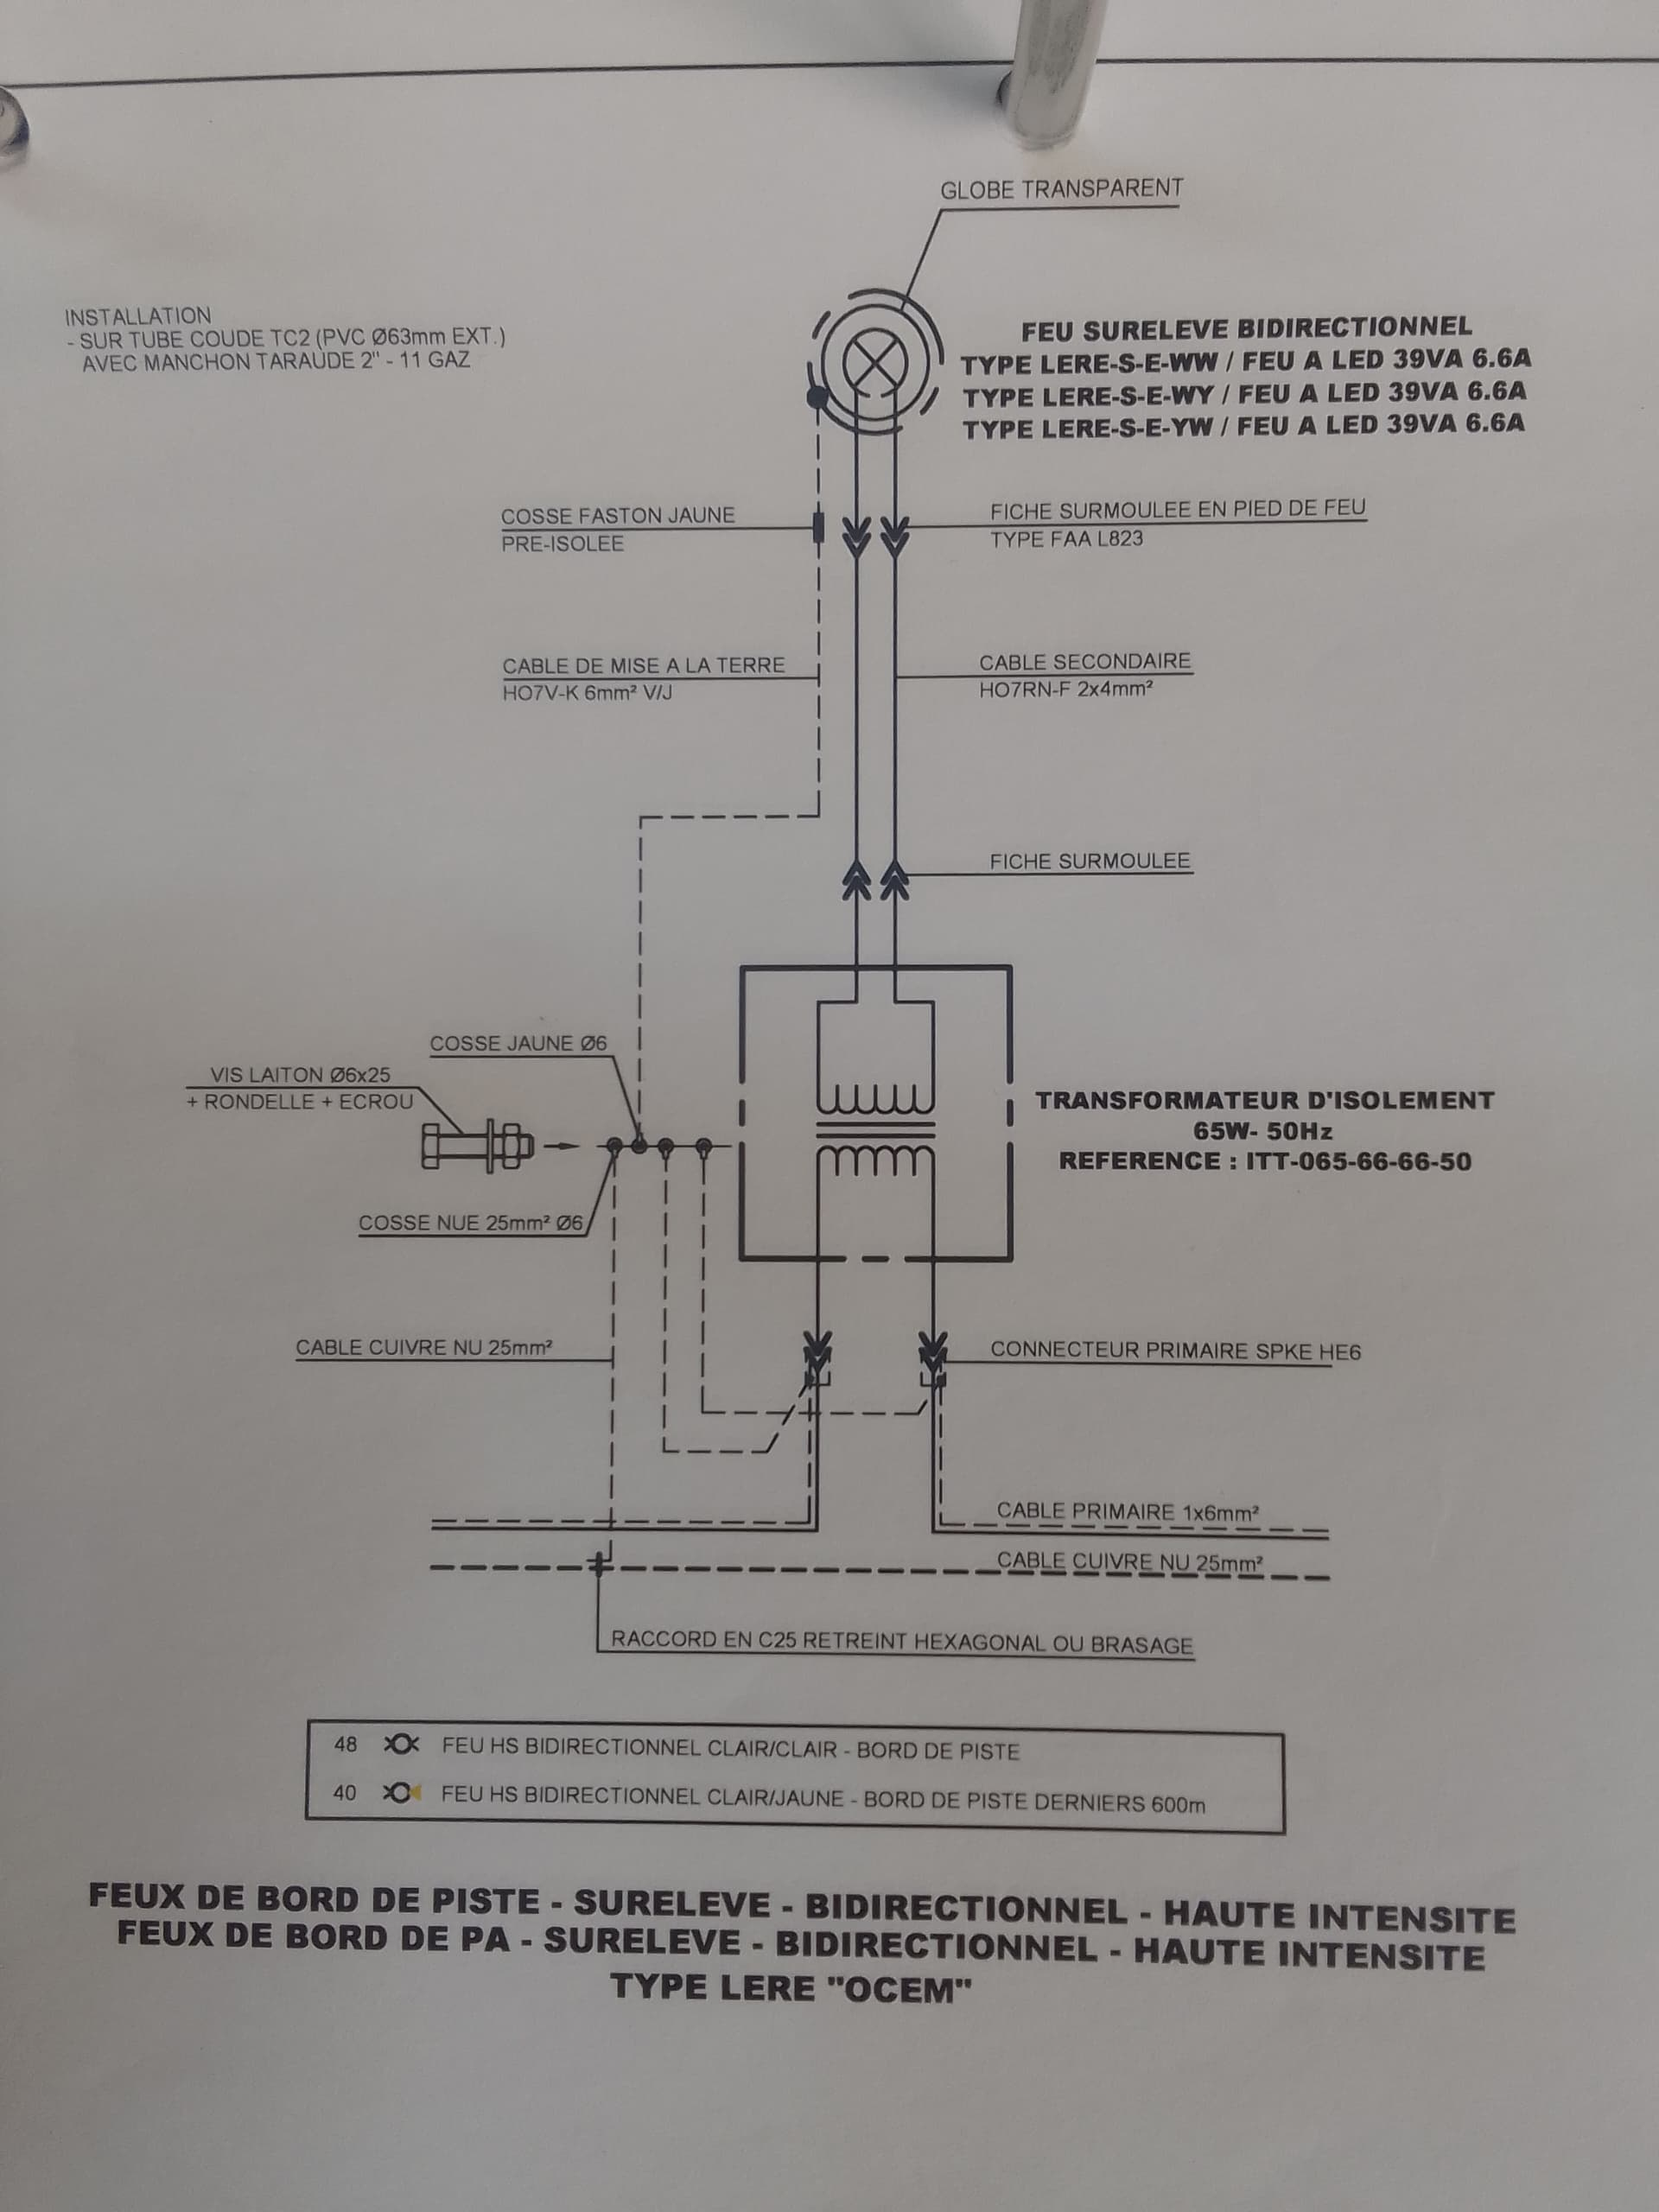 GLOBE TRANSPARENT
INSTALLATION
- SUR TUBE COUDE TC2 (PVC Ø63mm EXT.)
AVEC MANCHON TARAUDE 2" - 11 GAZ
FEU SURELEVE BIDIRECTIONNEL
TYPE LERE-S-E-WW / FEU A LED 39VA 6.6A
TYPE LERE-S-E-WY / FEU A LED 39VA 6.6A
TYPE LERE-S-E-YW / FEU A LED 39VA 6.6A
COSSE FASTON JAUNE
PRE-ISOLEE
FICHE SURMOULEE EN PIED DE FEU
TYPE FAA L823
CABLE DE MISE A LA TERRE
HO7V-K 6mm² V/J
CABLE SECONDAIRE
HO7RN-F 2x4mm²
FICHE SURMOULEE
COSSE JAUNE Ø6
VIS LAITON Ø6x25
+ RONDELLE + ECROU
TRANSFORMATEUR D'ISOLEMENT
65W- 50Hz
REFERENCE : ITT-065-66-66-50
COSSE NUE 25mm² Ø6
CABLE CUIVRE NU 25mm²
CONNECTEUR PRIMAIRE SPKE HE6
CABLE PRIMAIRE 1x6mm²
CABLE CUIVRE NU 25mm²
RACCORD EN C25 RETREINT HEXAGONAL OU BRASAGE
48 FEU HS BIDIRECTIONNEL CLAIR/CLAIR - BORD DE PISTE
40 FEU HS BIDIRECTIONNEL CLAIR/JAUNE - BORD DE PISTE DERNIERS 600m
FEUX DE BORD DE PISTE - SURELEVE - BIDIRECTIONNEL - HAUTE INTENSITE
FEUX DE BORD DE PA - SURELEVE - BIDIRECTIONNEL - HAUTE INTENSITE
TYPE LERE "OCEM"